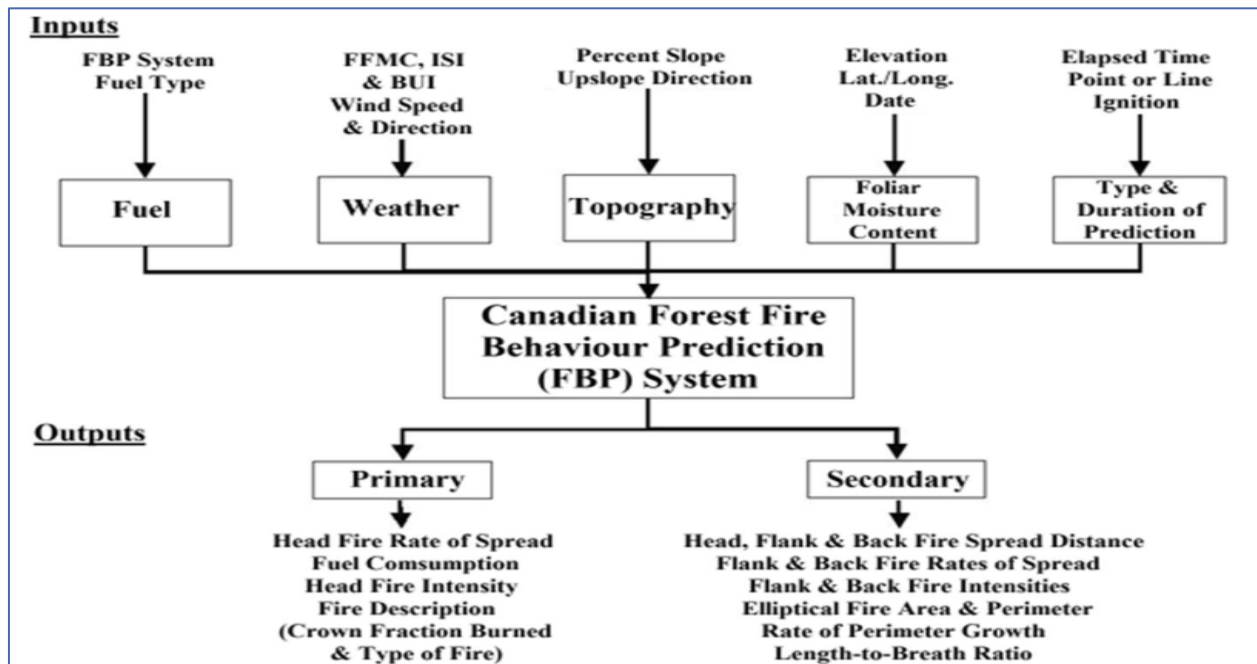 Inputs
FBP System
Fuel Type
FFMC, ISI
& BUI
Wind Speed
& Direction
Percent Slope
Upslope Direction
Elevation
Lat./Long.
Date
Elapsed Time
Point or Line
Ignition
Fuel
Weather
Topography
Foliar
Moisture
Content
Type &
Duration of
Prediction
Canadian Forest Fire
Behaviour Prediction
(FBP) System
Outputs
Primary
Secondary
Head Fire Rate of Spread
Fuel Comsumption
Head Fire Intensity
Fire Description
(Crown Fraction Burned
& Type of Fire)
Head, Flank & Back Fire Spread Distance
Flank & Back Fire Rates of Spread
Flank & Back Fire Intensities
Elliptical Fire Area & Perimeter
Rate of Perimeter Growth
Length-to-Breath Ratio